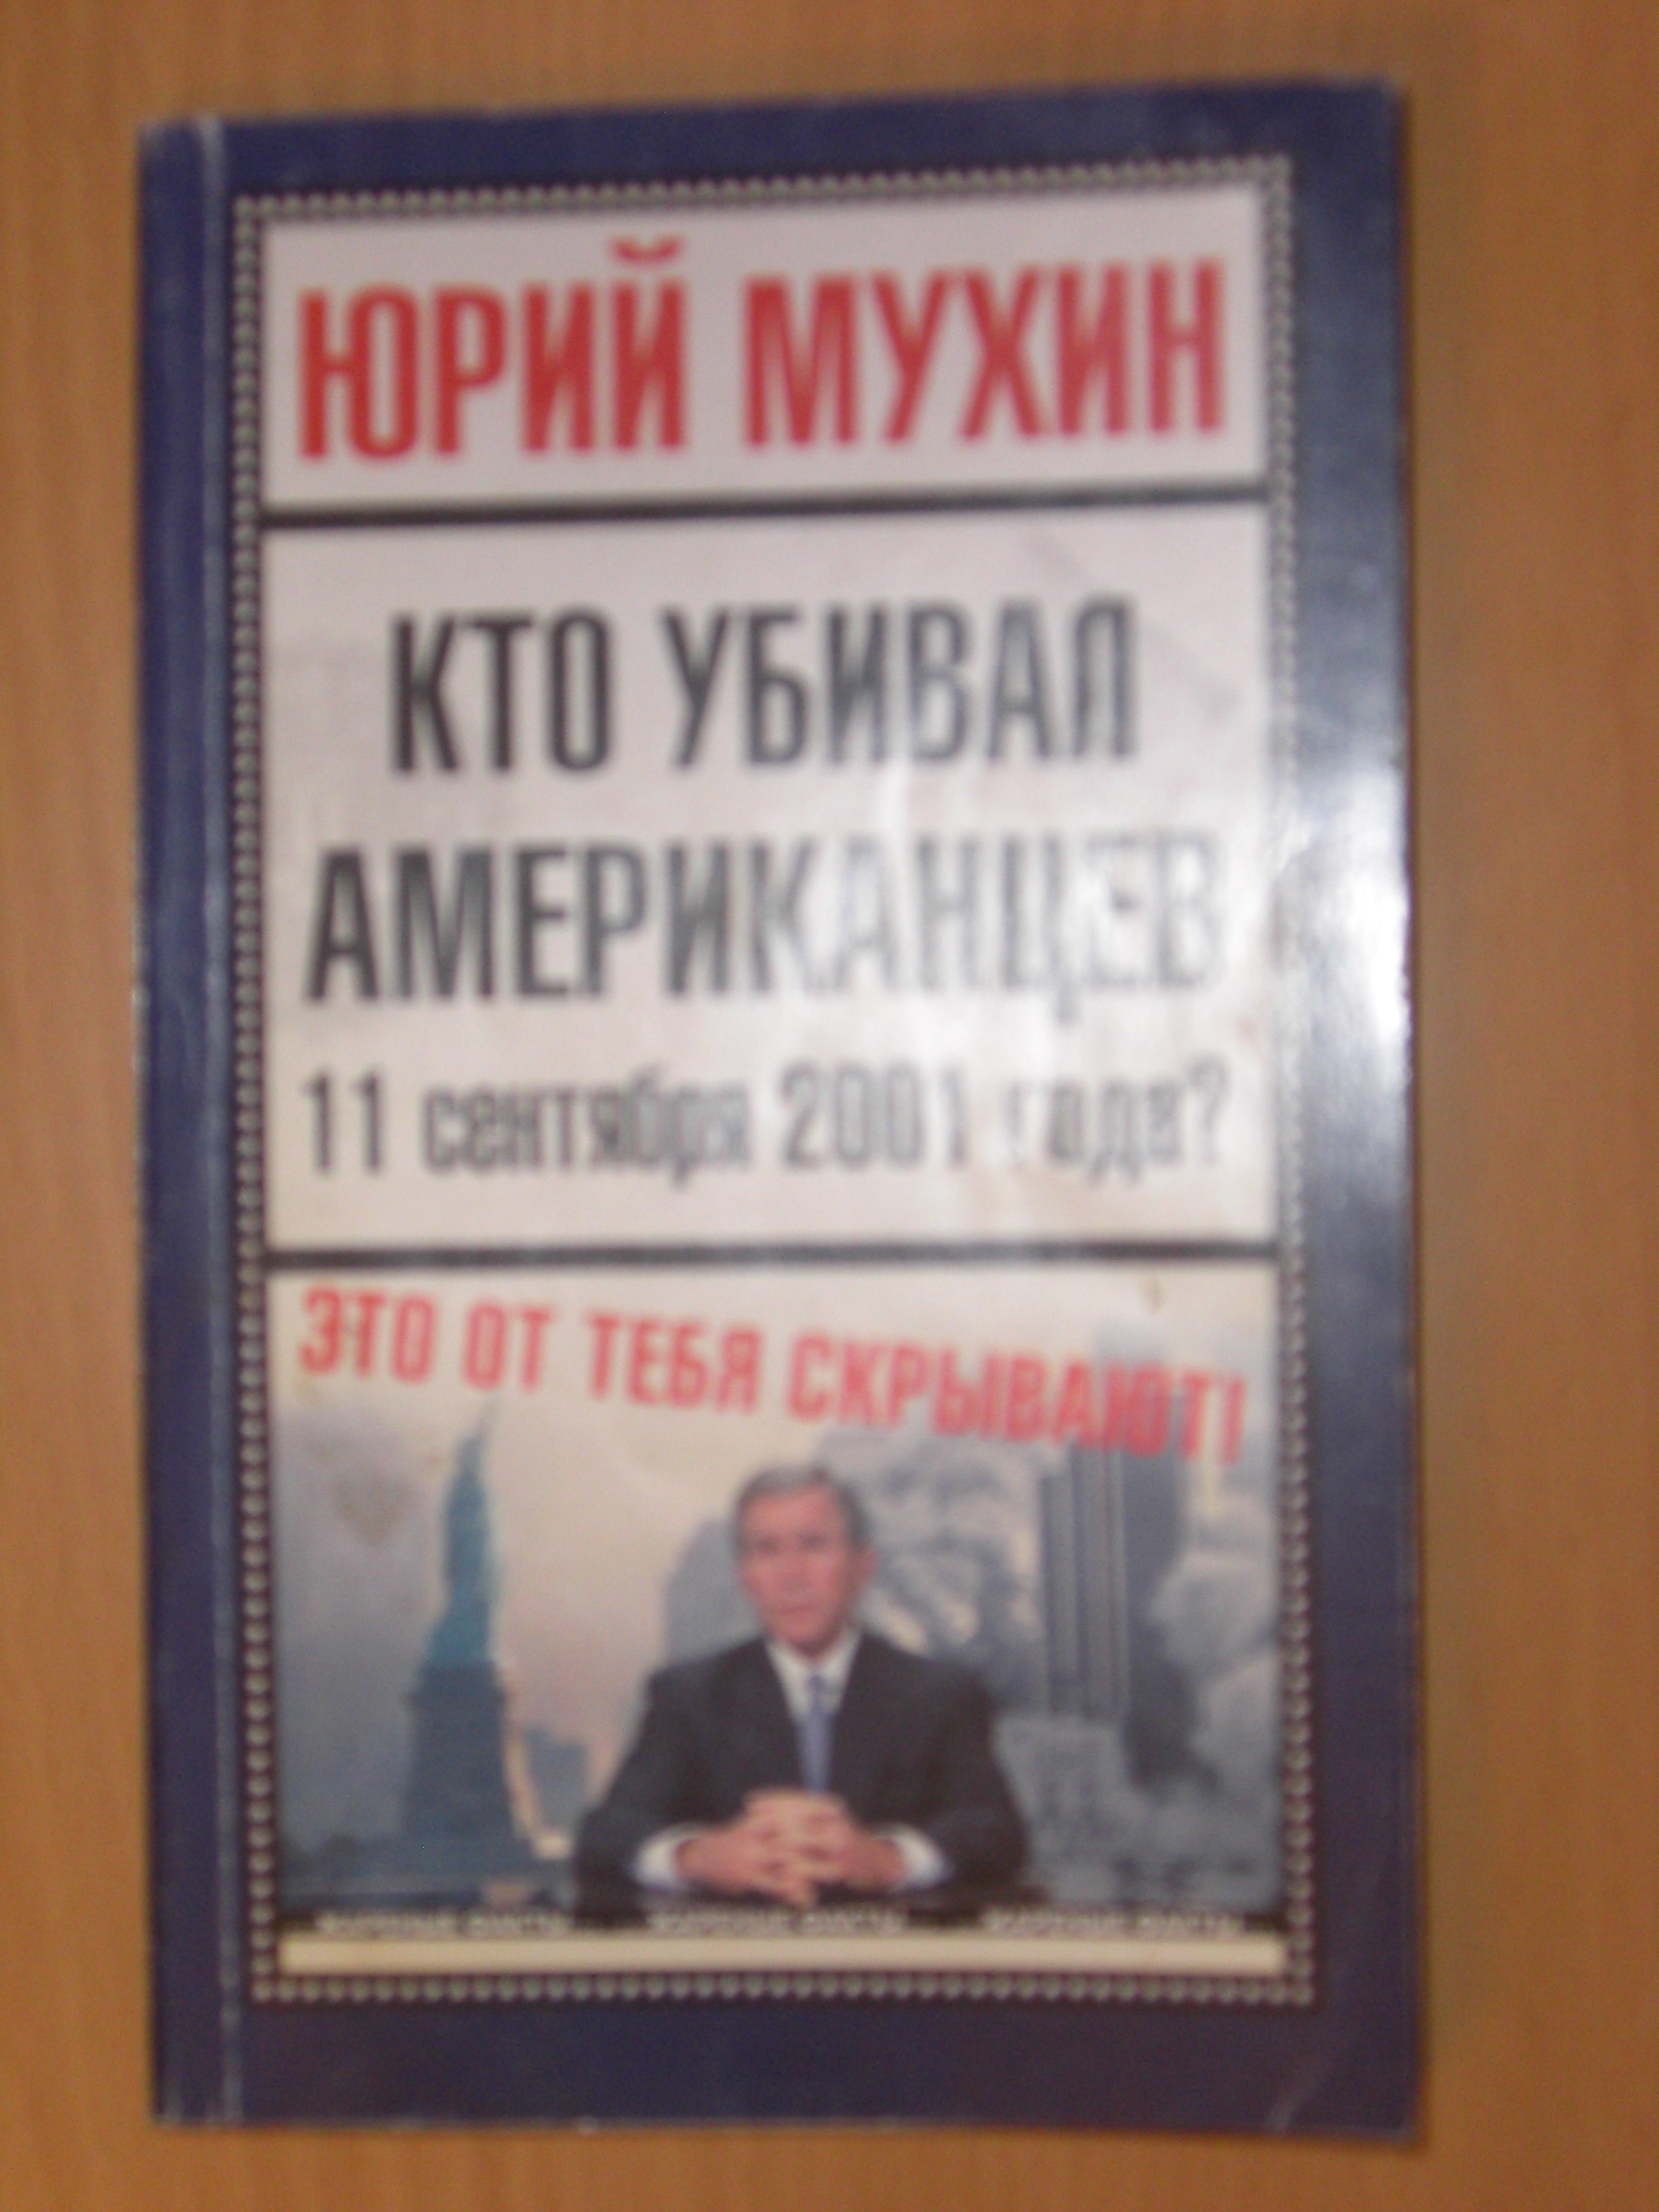 ЮРИЙ МУХИН
КТО УБИВАЛ
АМЕРИКАНЦЕВ
11 сентября 2001 года?
ЭТО ОТ ТЕБЯ СКРЫВАЮТ!